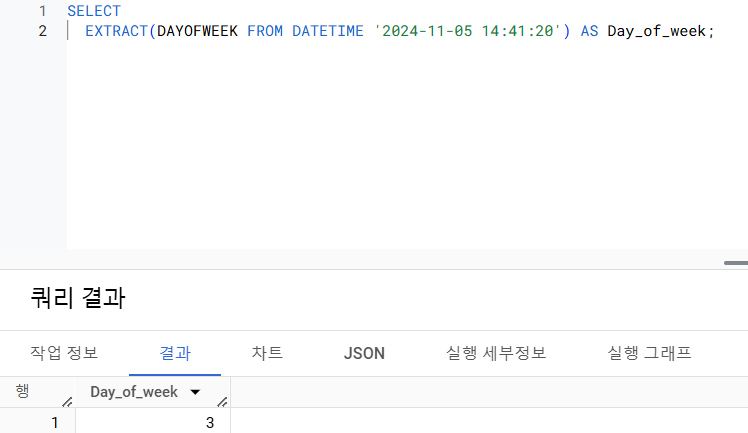 1 SELECT
2 EXTRACT(DAYOFWEEK FROM DATETIME '2024-11-05 14:41:20') AS Day_of_week;
쿼리 결과
작업 정보 결과 차트 JSON 실행 세부정보 실행 그래프
행 Day_of_week
1 3